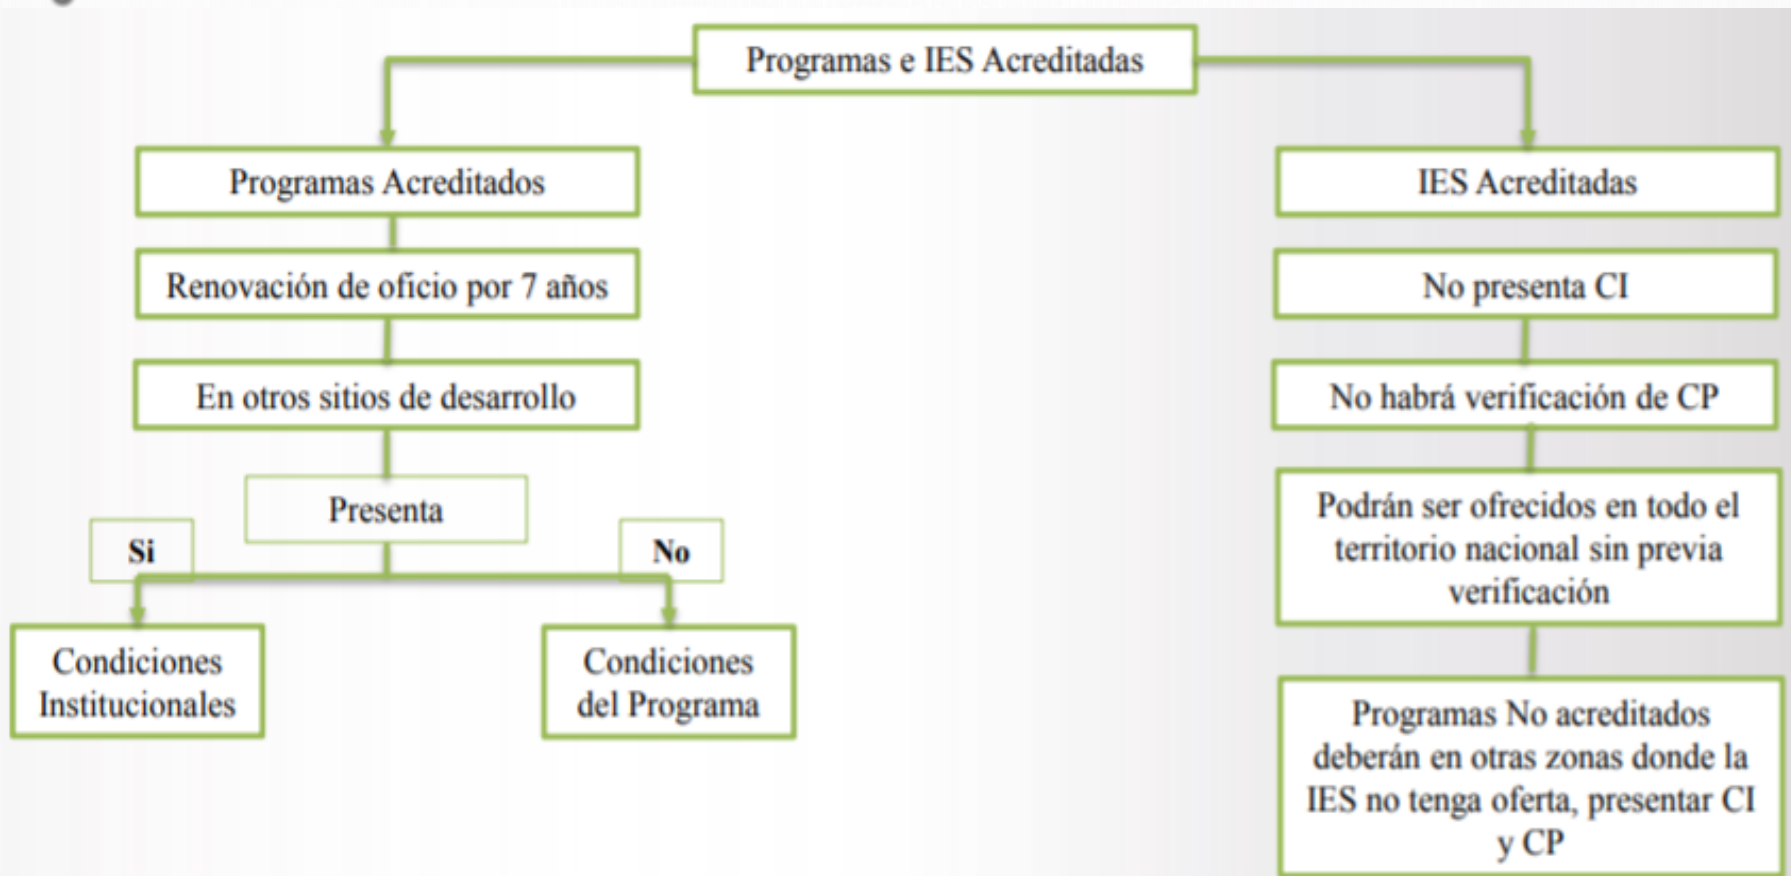 Programas e IES Acreditadas
Programas Acreditados
Renovación de oficio por 7 años
En otros sitios de desarrollo
Presenta
Si
No
Condiciones
Institucionales
Condiciones
del Programa
IES Acreditadas
No presenta CI
No habrá verificación de CP
Podrán ser ofrecidos en todo el
territorio nacional sin previa
verificación
Programas No acreditados
deberán en otras zonas donde la
IES no tenga oferta, presentar CI
y CP